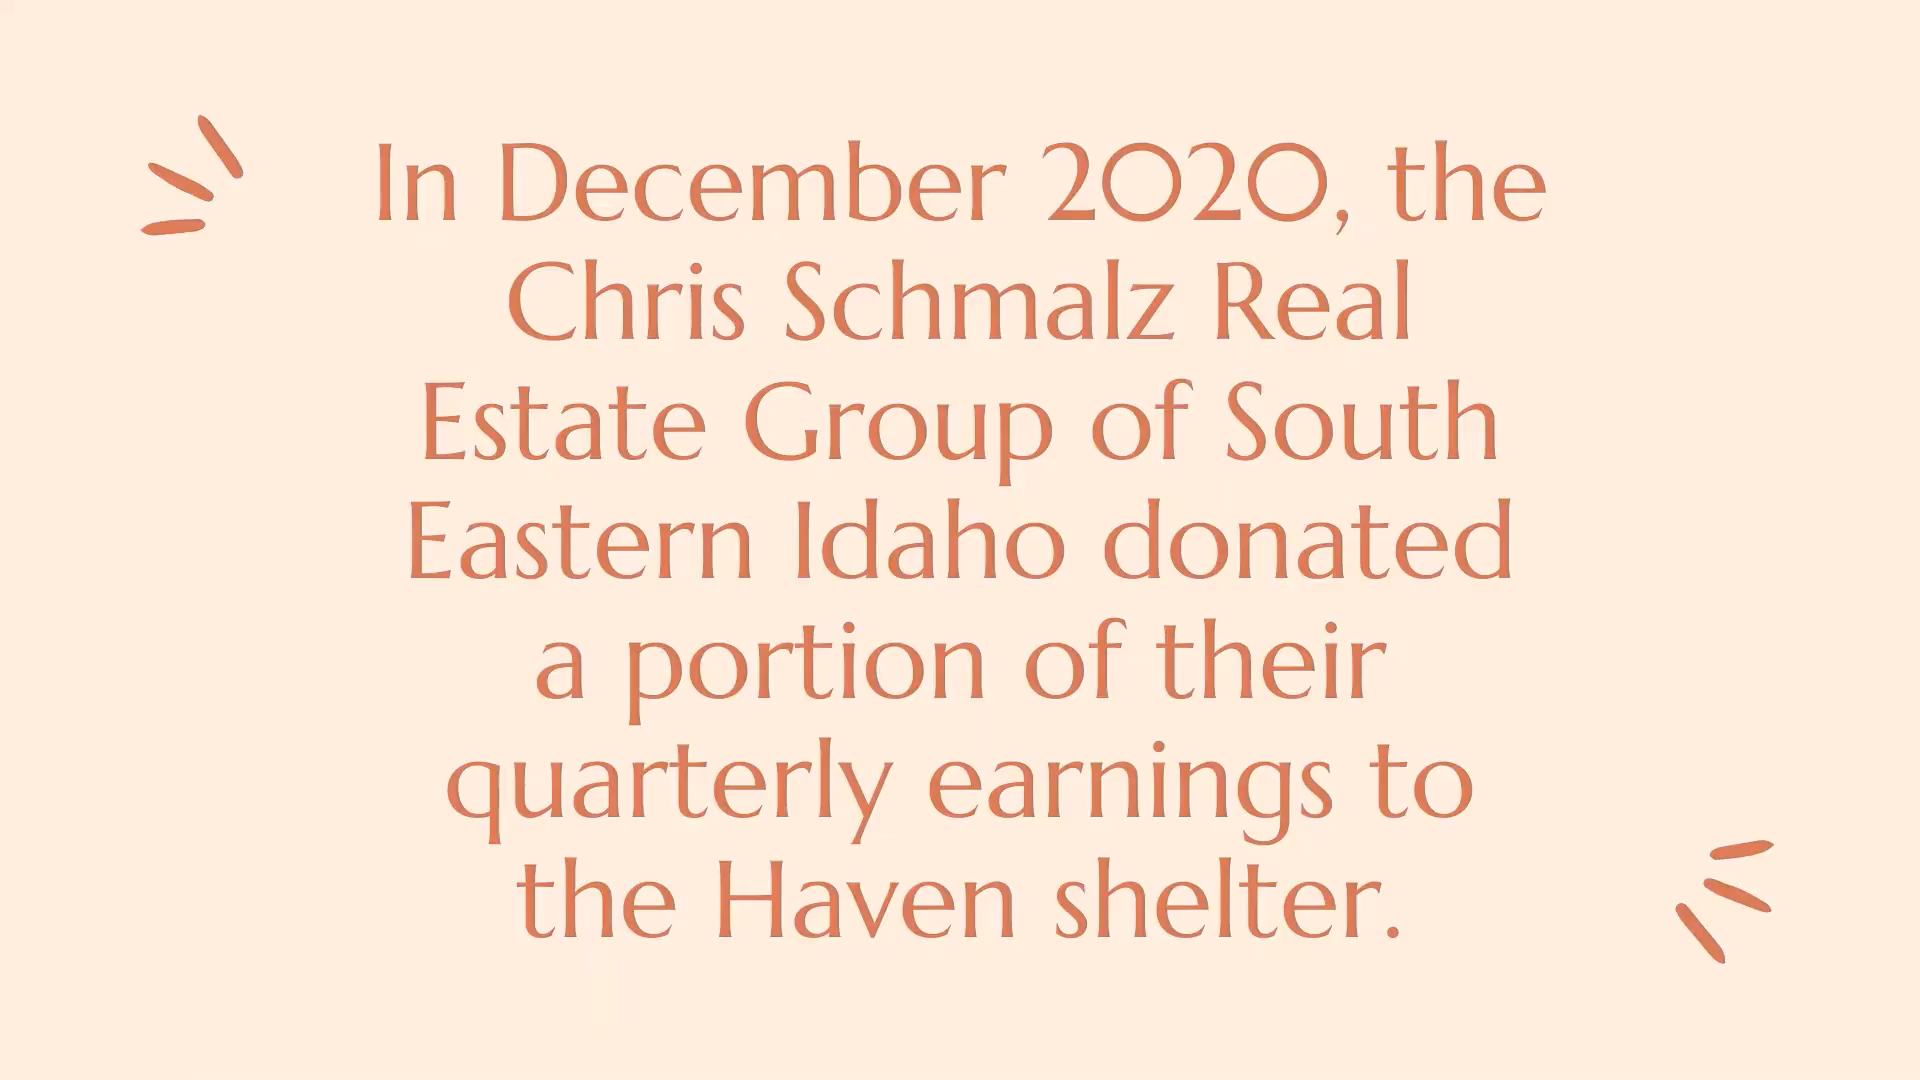 In December 2020, the
Chris Schmalz Real
Estate Group of South
Eastern Idaho donated
a portion of their
quarterly earnings to
the Haven shelter.